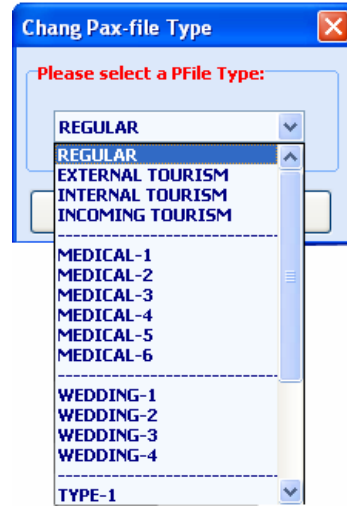 Chang Pax-file Type
Please select a PFile Type:
REGULAR
REGULAR
EXTERNAL TOURISM
INTERNAL TOURISM
INCOMING TOURISM
--------------------------------
MEDICAL-1
MEDICAL-2
MEDICAL-3
MEDICAL-4
MEDICAL-5
MEDICAL-6
--------------------------------
WEDDING-1
WEDDING-2
WEDDING-3
WEDDING-4
--------------------------------
TYPE-1